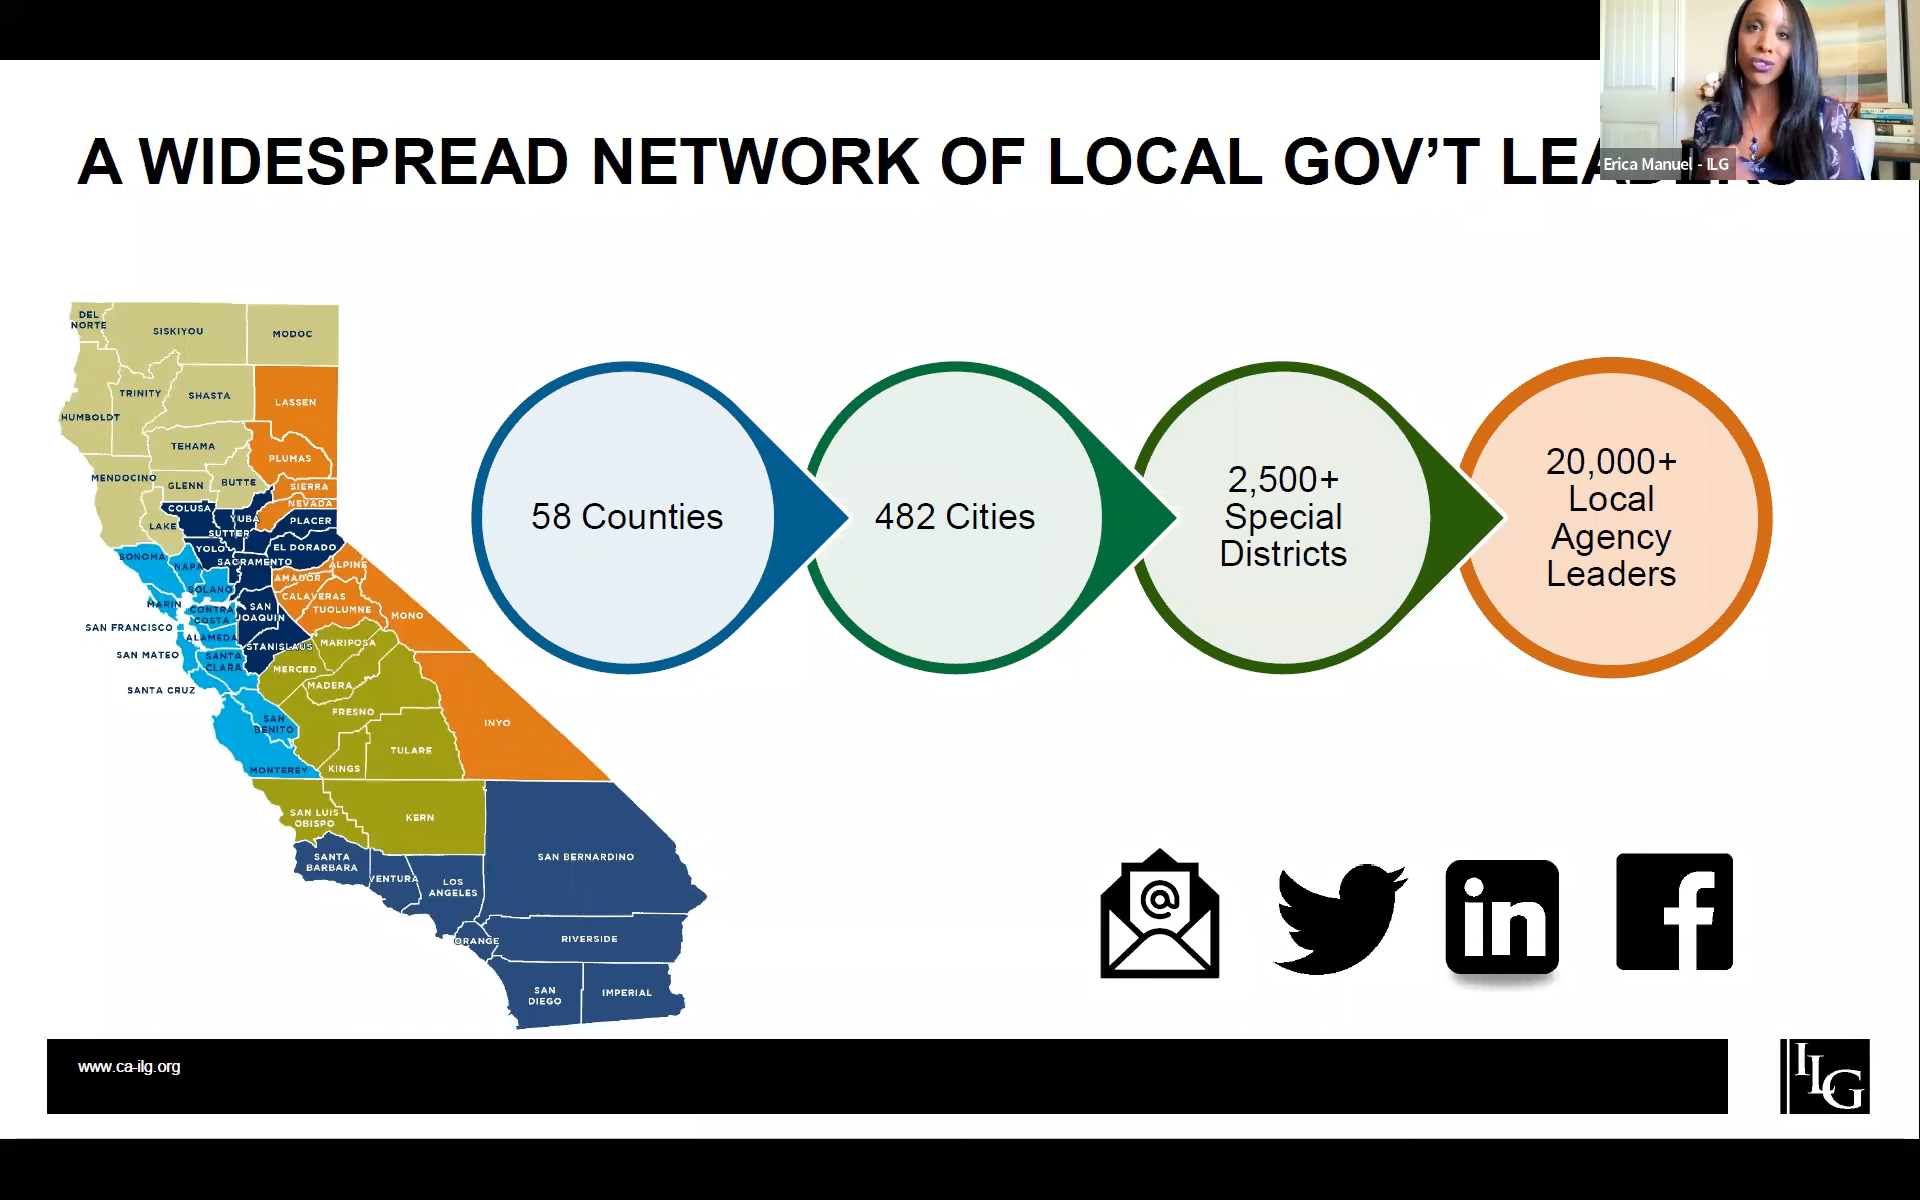 A WIDESPREAD NETWORK OF LOCAL GOV’T LEADERS
Erica Manuel - ILG
DEL
NORTE
SISKIYOU
MODOC
TRINITY
SHASTA
LASSEN
HUMBOLDT
TEHAMA
PLUMAS
MENDOCINO
GLENN
BUTTE
SIERRA
NEVADA
COLUSA
LAKE
YUBA
PLACER
SUTTER
YOLO
EL DORADO
SONOMA
NAPA
SACRAMENTO
ALPINE
AMADOR
SOLANO
CALAVERAS
MARIN
CONTRA
COSTA
SAN
JOAQUIN
TUOLUMNE
MONO
SAN FRANCISCO
ALAMEDA
STANISLAUS
MARIPOSA
SAN MATEO
SANTA
CLARA
MERCED
SANTA CRUZ
MADERA
FRESNO
SAN
BENITO
INYO
TULARE
MONTEREY
KINGS
SAN LUIS
OBISPO
KERN
SANTA
BARBARA
VENTURA
LOS
ANGELES
SAN BERNARDINO
ORANGE
RIVERSIDE
SAN
DIEGO
IMPERIAL
58 Counties
482 Cities
2,500+
Special
Districts
20,000+
Local
Agency
Leaders
@
in
f
www.ca-ilg.org
ILG